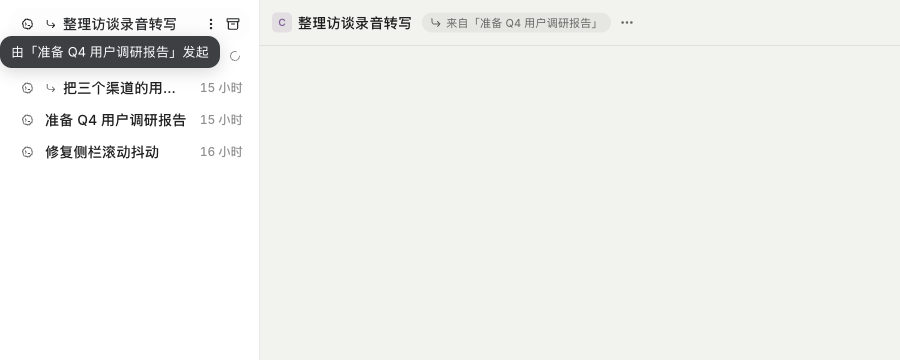 整理访谈录音转写
由「准备 Q4 用户调研报告」发起
把三个渠道的用… 15 小时
准备 Q4 用户调研报告 15 小时
修复侧栏滚动抖动 16 小时
C 整理访谈录音转写 来自「准备 Q4 用户调研报告」